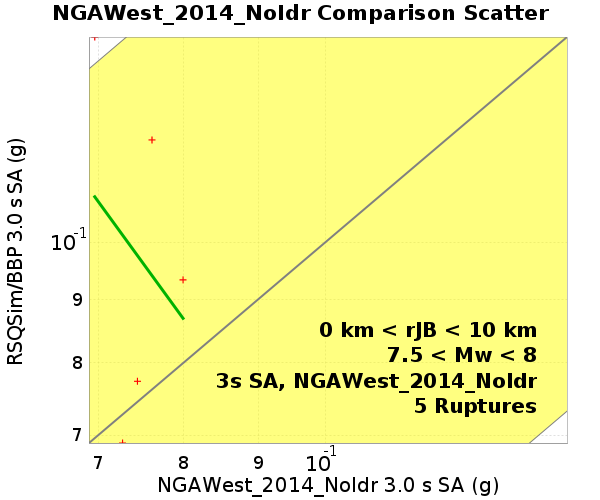 NGAWest_2014_NoIdr Comparison Scatter
RSQSim/BBP 3.0 s SA (g)
10-1
9
8
7
0 km < rJB < 10 km
7.5 < Mw < 8
3s SA, NGAWest_2014_NoIdr
5 Ruptures
7 8 9 10-1
NGAWest_2014_NoIdr 3.0 s SA (g)